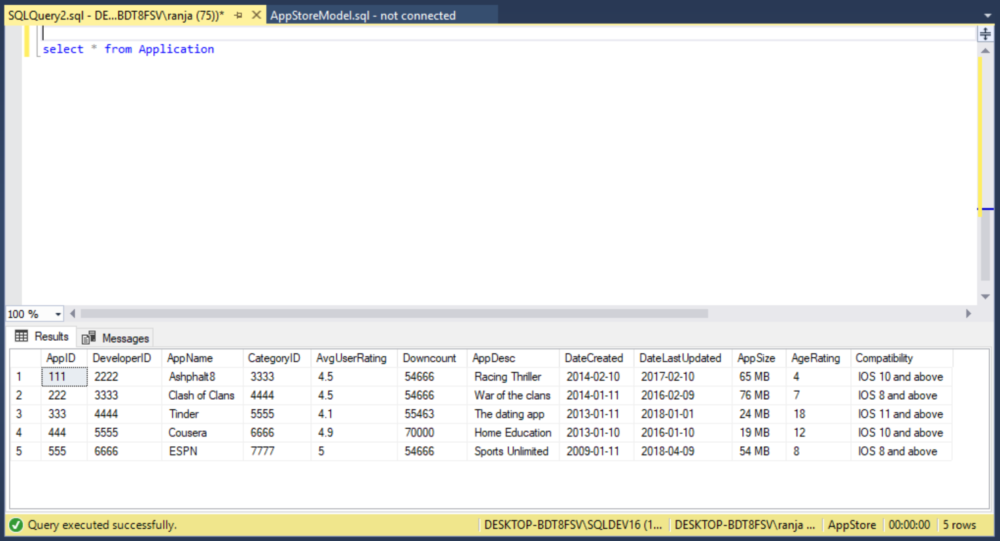 SQLQuery2.sql - DE...BDT8FSV\ranja (75))* AppStoreModel.sql - not connected
select * from Application
100 %
Results Messages
AppID DeveloperID AppName CategoryID AvgUserRating Downcount AppDesc DateCreated DateLastUpdated AppSize AgeRating Compatibility
1 111 2222 Ashphalt8 3333 4.5 54666 Racing Thriller 2014-02-10 2017-02-10 65 MB 4 IOS 10 and above
2 222 3333 Clash of Clans 4444 4.5 54666 War of the clans 2014-01-11 2016-02-09 76 MB 7 IOS 8 and above
3 333 4444 Tinder 5555 4.1 55463 The dating app 2013-01-11 2018-01-01 24 MB 18 IOS 11 and above
4 444 5555 Cousera 6666 4.9 70000 Home Education 2013-01-10 2016-01-10 19 MB 12 IOS 10 and above
5 555 6666 ESPN 7777 5 54666 Sports Unlimited 2009-01-11 2018-04-09 54 MB 8 IOS 8 and above
Query executed successfully. DESKTOP-BDT8FSV\SQLDEV16 (1... DESKTOP-BDT8FSV\ranja ... AppStore 00:00:00 5 rows